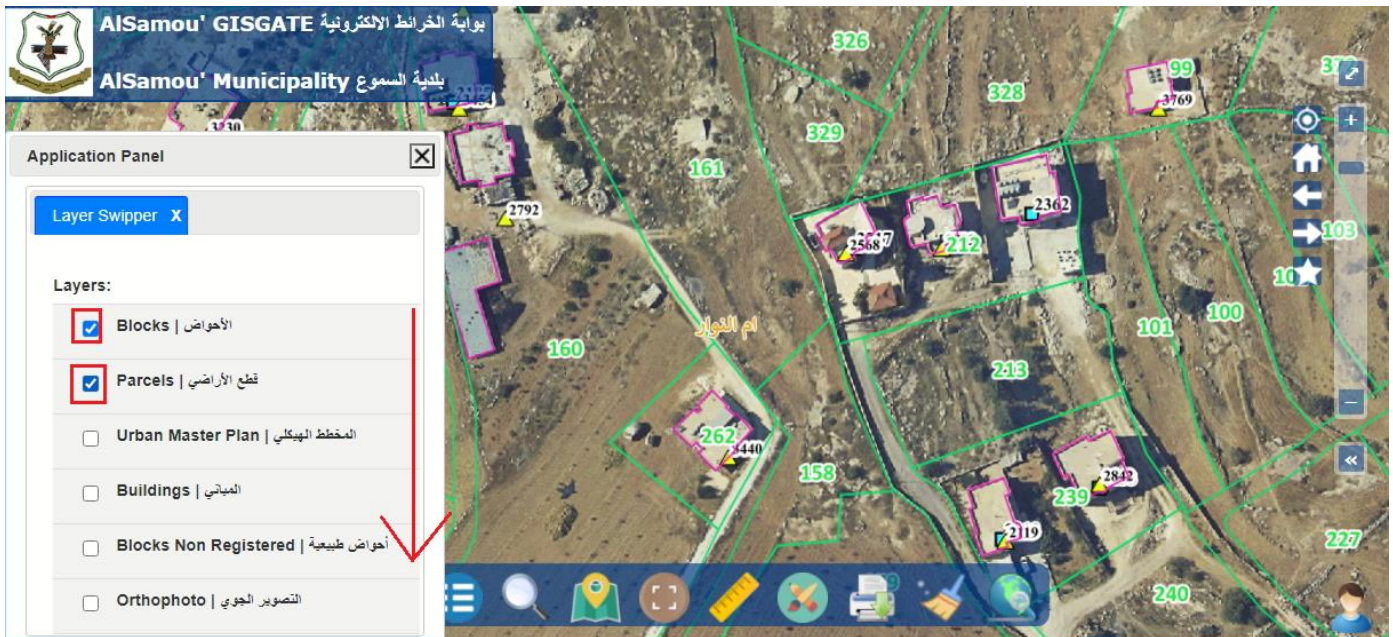 AlSamou' GISGATE بوابة الخرائط الالكترونية
AlSamou' Municipality بلدية السموع
Application Panel
Layer Swipper X
Layers:
Blocks | الأحواض
Parcels | قطع الأراضي
Urban Master Plan | المخطط الهيكلي
Buildings | المباني
Blocks Non Registered | أحواض طبيعية
Orthophoto | التصوير الجوي
326
328
99
3769
329
161
3230
2792
2362
2568
212
103
100
101
ام النوار
160
213
262
158
2842
239
2119
227
240